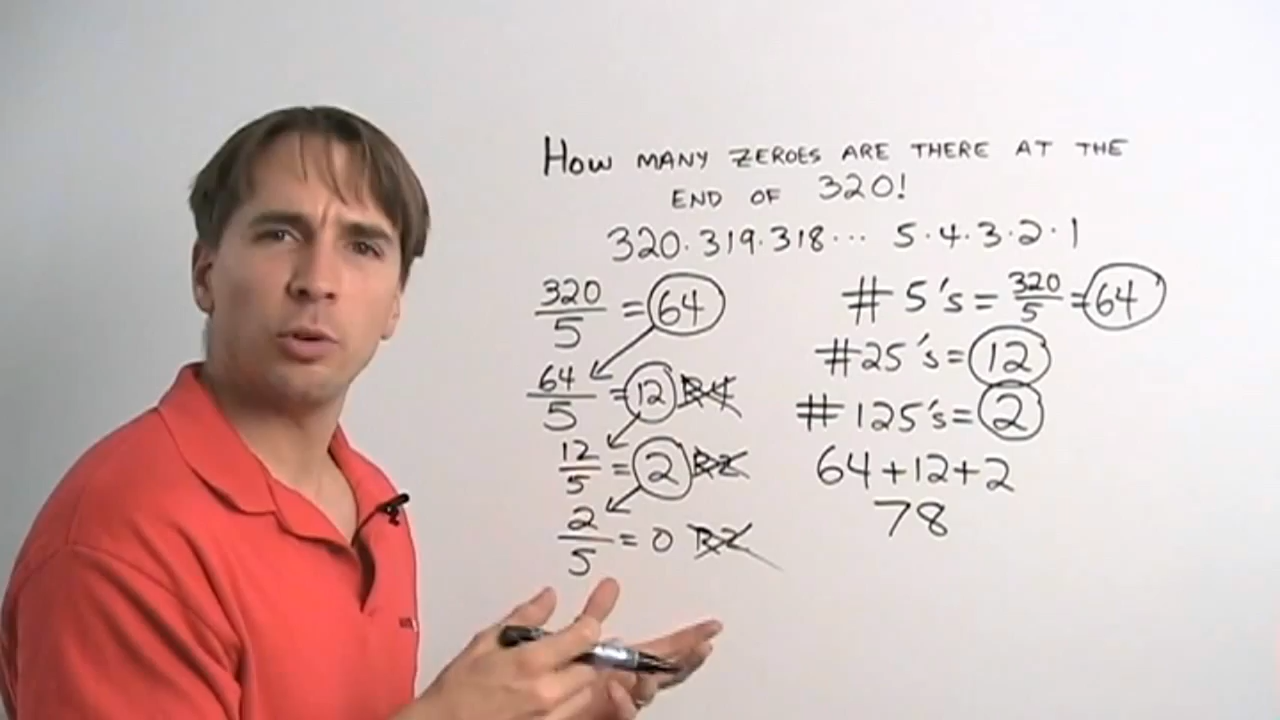 HOW MANY ZEROES ARE THERE AT THE
END OF 320!
320·319·318··· 5·4·3·2·1
320/5 = 64
64/5 = 12 R4
12/5 = 2 R2
2/5 = 0 R2
# 5's = 320/5 = 64
#25's = 12
# 125's = 2
64+12+2
78